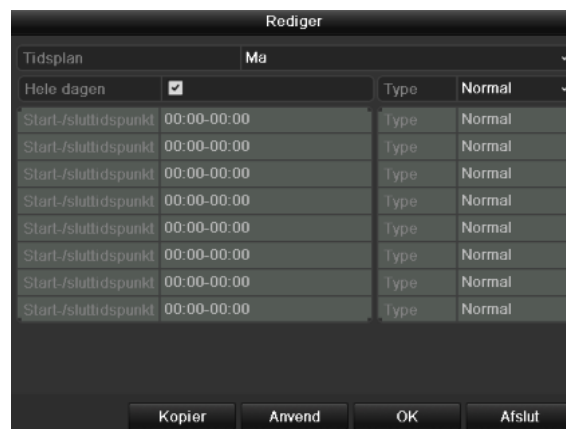 Rediger
Tidsplan Ma
Hele dagen Type Normal
Start-/sluttidspunkt 00:00-00:00 Type Normal
Start-/sluttidspunkt 00:00-00:00 Type Normal
Start-/sluttidspunkt 00:00-00:00 Type Normal
Start-/sluttidspunkt 00:00-00:00 Type Normal
Start-/sluttidspunkt 00:00-00:00 Type Normal
Start-/sluttidspunkt 00:00-00:00 Type Normal
Start-/sluttidspunkt 00:00-00:00 Type Normal
Start-/sluttidspunkt 00:00-00:00 Type Normal
Kopier Anvend OK Afslut